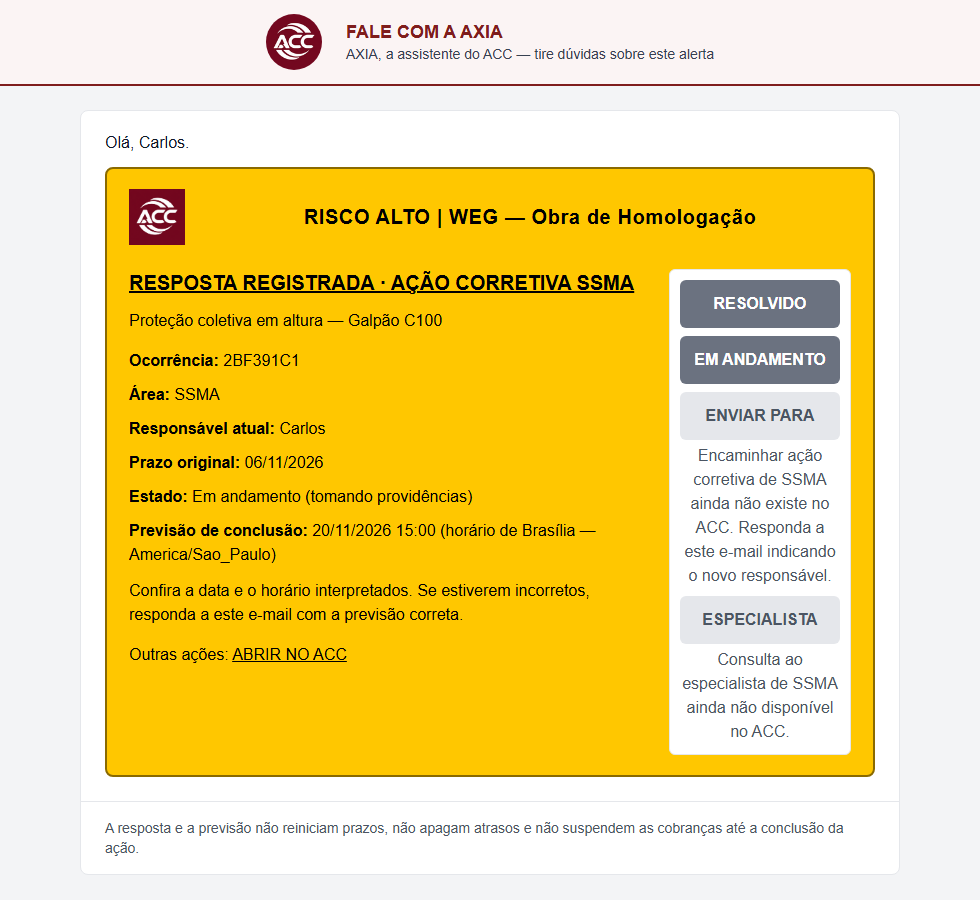 ACC
FALE COM A AXIA
AXIA, a assistente do ACC — tire dúvidas sobre este alerta
Olá, Carlos.
ACC
RISCO ALTO | WEG — Obra de Homologação
RESPOSTA REGISTRADA · AÇÃO CORRETIVA SSMA
Proteção coletiva em altura — Galpão C100
Ocorrência: 2BF391C1
Área: SSMA
Responsável atual: Carlos
Prazo original: 06/11/2026
Estado: Em andamento (tomando providências)
Previsão de conclusão: 20/11/2026 15:00 (horário de Brasília —
America/Sao_Paulo)
Confira a data e o horário interpretados. Se estiverem incorretos,
responda a este e-mail com a previsão correta.
Outras ações: ABRIR NO ACC
RESOLVIDO
EM ANDAMENTO
ENVIAR PARA
Encaminhar ação
corretiva de SSMA
ainda não existe no
ACC. Responda a
este e-mail indicando
o novo responsável.
ESPECIALISTA
Consulta ao
especialista de SSMA
ainda não disponível
no ACC.
A resposta e a previsão não reiniciam prazos, não apagam atrasos e não suspendem as cobranças até a conclusão da
ação.